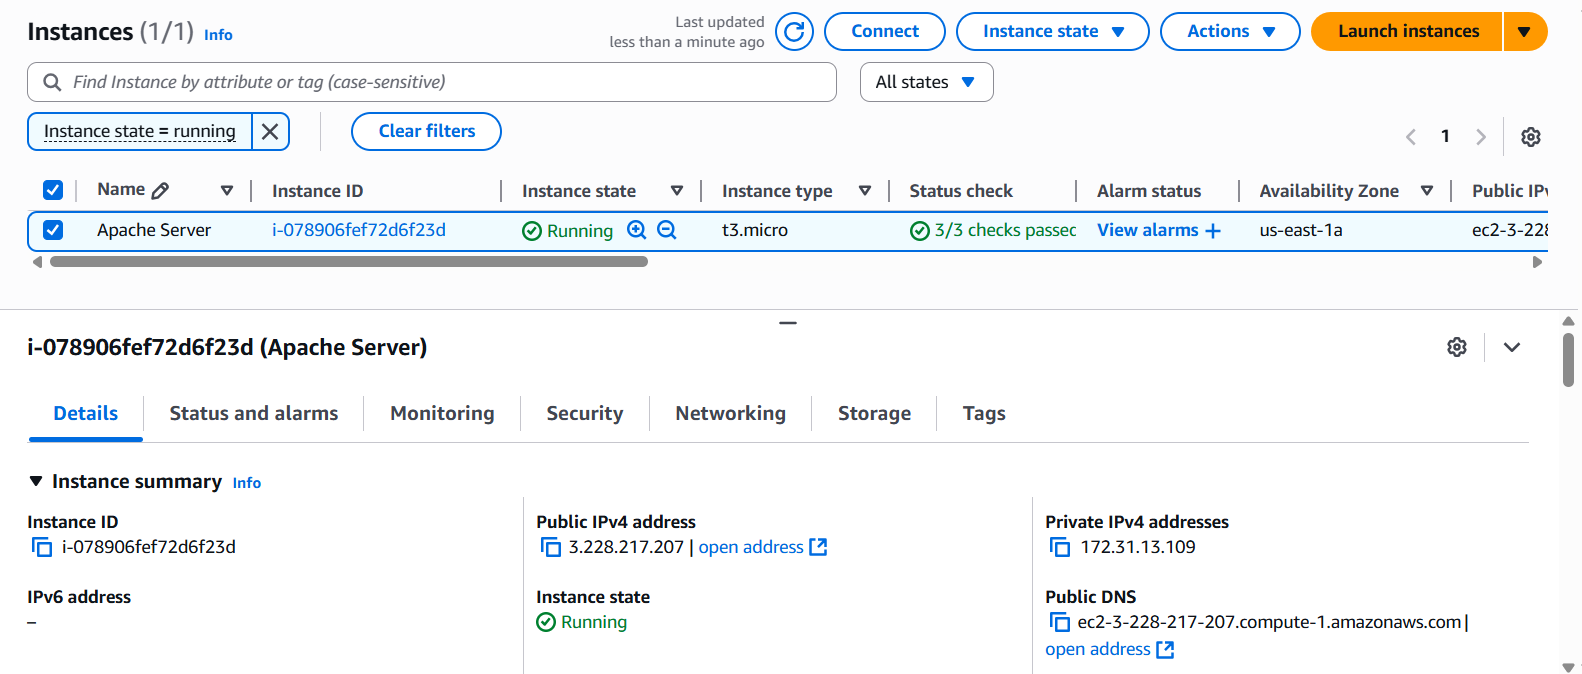 Instances (1/1) Info
Last updated
less than a minute ago
Connect
Instance state
Actions
Launch instances
Find Instance by attribute or tag (case-sensitive)
All states
Instance state = running
Clear filters
1
Name Instance ID Instance state Instance type Status check Alarm status Availability Zone Public IPv
Apache Server i-078906fef72d6f23d Running t3.micro 3/3 checks passec View alarms + us-east-1a ec2-3-228
i-078906fef72d6f23d (Apache Server)
Details Status and alarms Monitoring Security Networking Storage Tags
Instance summary Info
Instance ID
i-078906fef72d6f23d
Public IPv4 address
3.228.217.207 | open address
Private IPv4 addresses
172.31.13.109
IPv6 address
–
Instance state
Running
Public DNS
ec2-3-228-217-207.compute-1.amazonaws.com |
open address